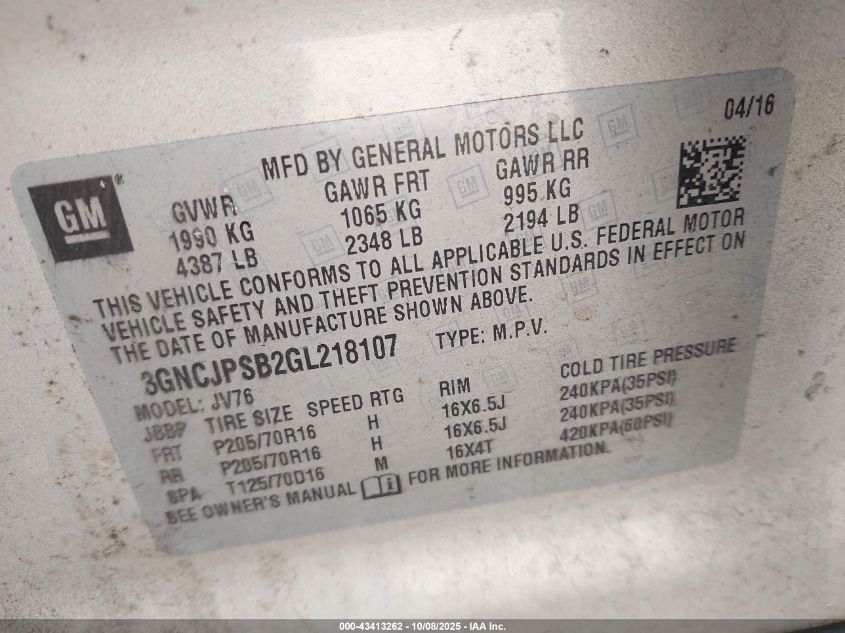 04/16
MFD BY GENERAL MOTORS LLC
GM
GVWR GAWR FRT GAWR RR
1990 KG 1065 KG 995 KG
4387 LB 2348 LB 2194 LB
THIS VEHICLE CONFORMS TO ALL APPLICABLE U.S. FEDERAL MOTOR
VEHICLE SAFETY AND THEFT PREVENTION STANDARDS IN EFFECT ON
THE DATE OF MANUFACTURE SHOWN ABOVE.
3GNCJPSB2GL218107 TYPE: M.P.V.
MODEL: JV76
JBBP TIRE SIZE SPEED RTG RIM COLD TIRE PRESSURE
FRT P205/70R16 H 16X6.5J 240KPA(35PSI)
RR P205/70R16 H 16X6.5J 240KPA(35PSI)
SPA T125/70D16 M 16X4T 420KPA(60PSI)
SEE OWNER'S MANUAL FOR MORE INFORMATION.
000-43413262 - 10/08/2025 - IAA Inc.